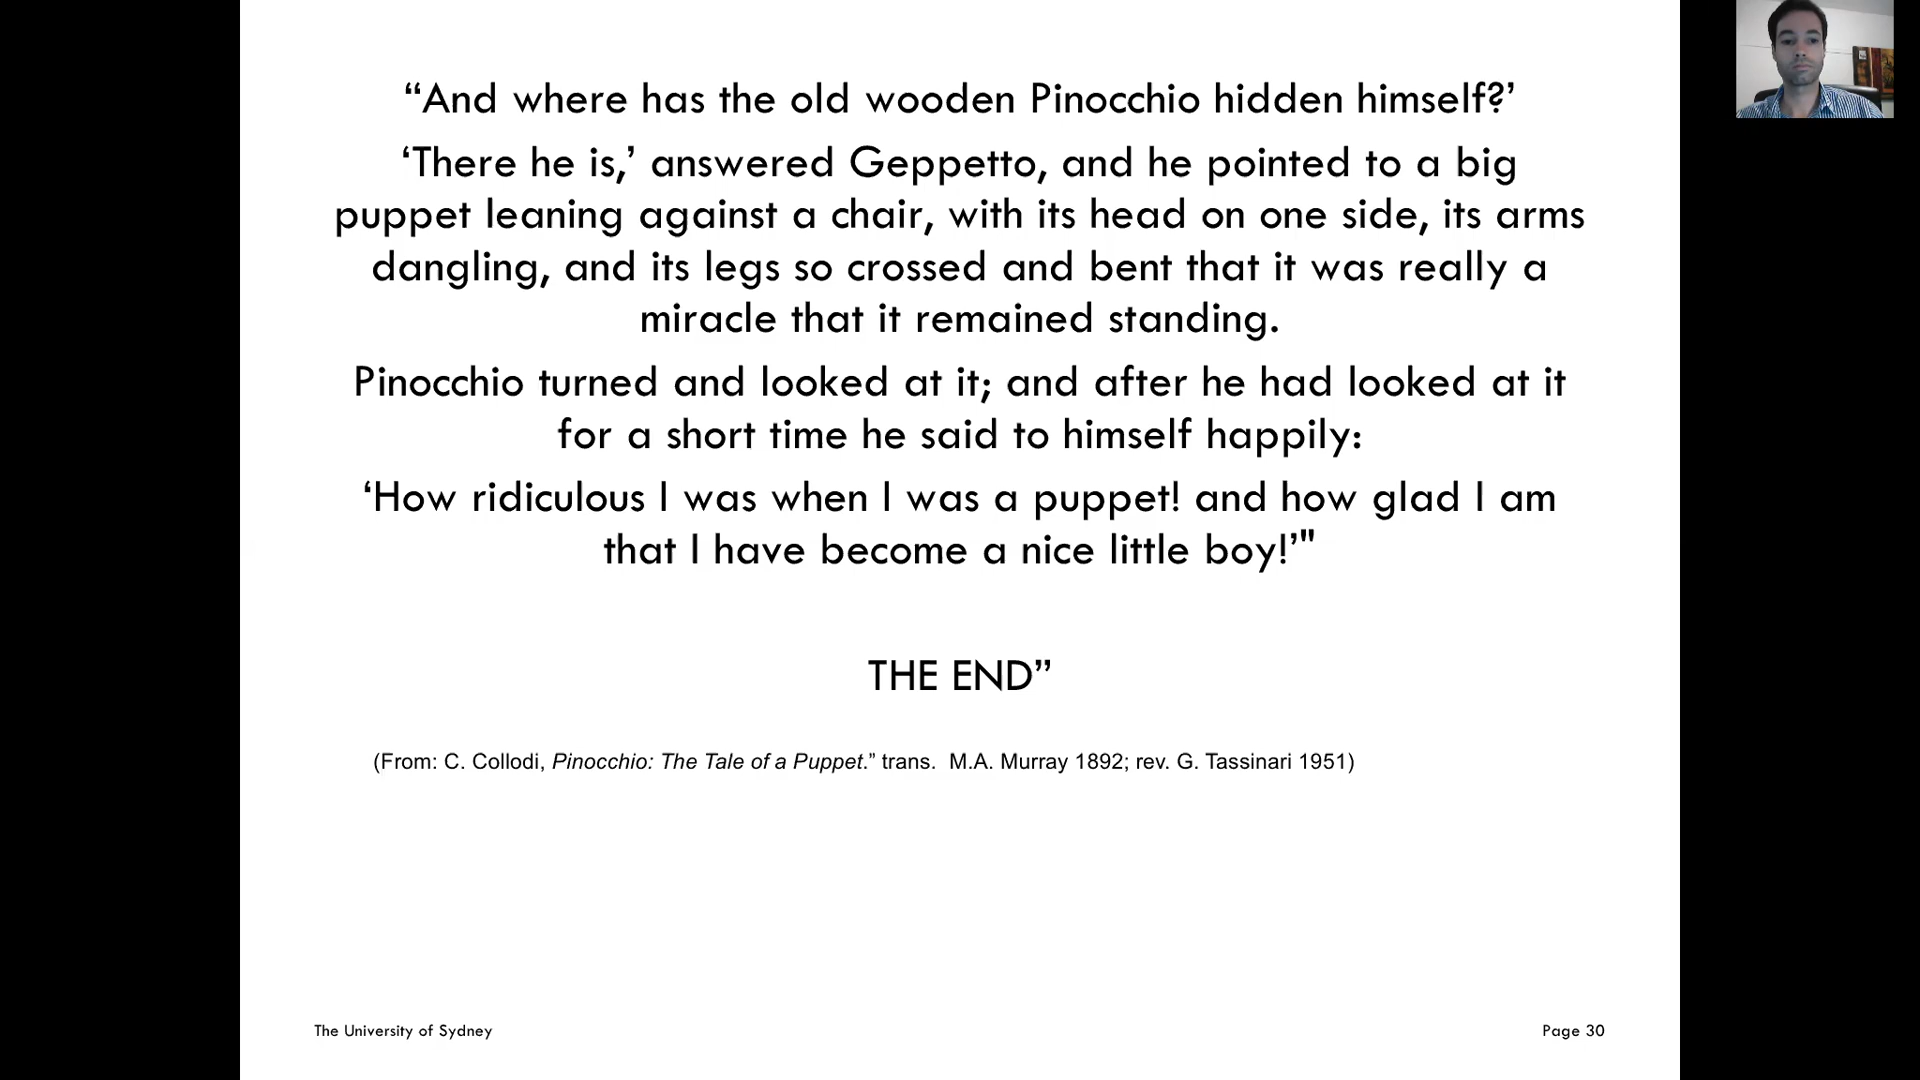 “And where has the old wooden Pinocchio hidden himself?’
‘There he is,’ answered Geppetto, and he pointed to a big
puppet leaning against a chair, with its head on one side, its arms
dangling, and its legs so crossed and bent that it was really a
miracle that it remained standing.
Pinocchio turned and looked at it; and after he had looked at it
for a short time he said to himself happily:
‘How ridiculous I was when I was a puppet! and how glad I am
that I have become a nice little boy!’"
THE END”
(From: C. Collodi, Pinocchio: The Tale of a Puppet.” trans.  M.A. Murray 1892; rev. G. Tassinari 1951)
The University of Sydney
Page 30